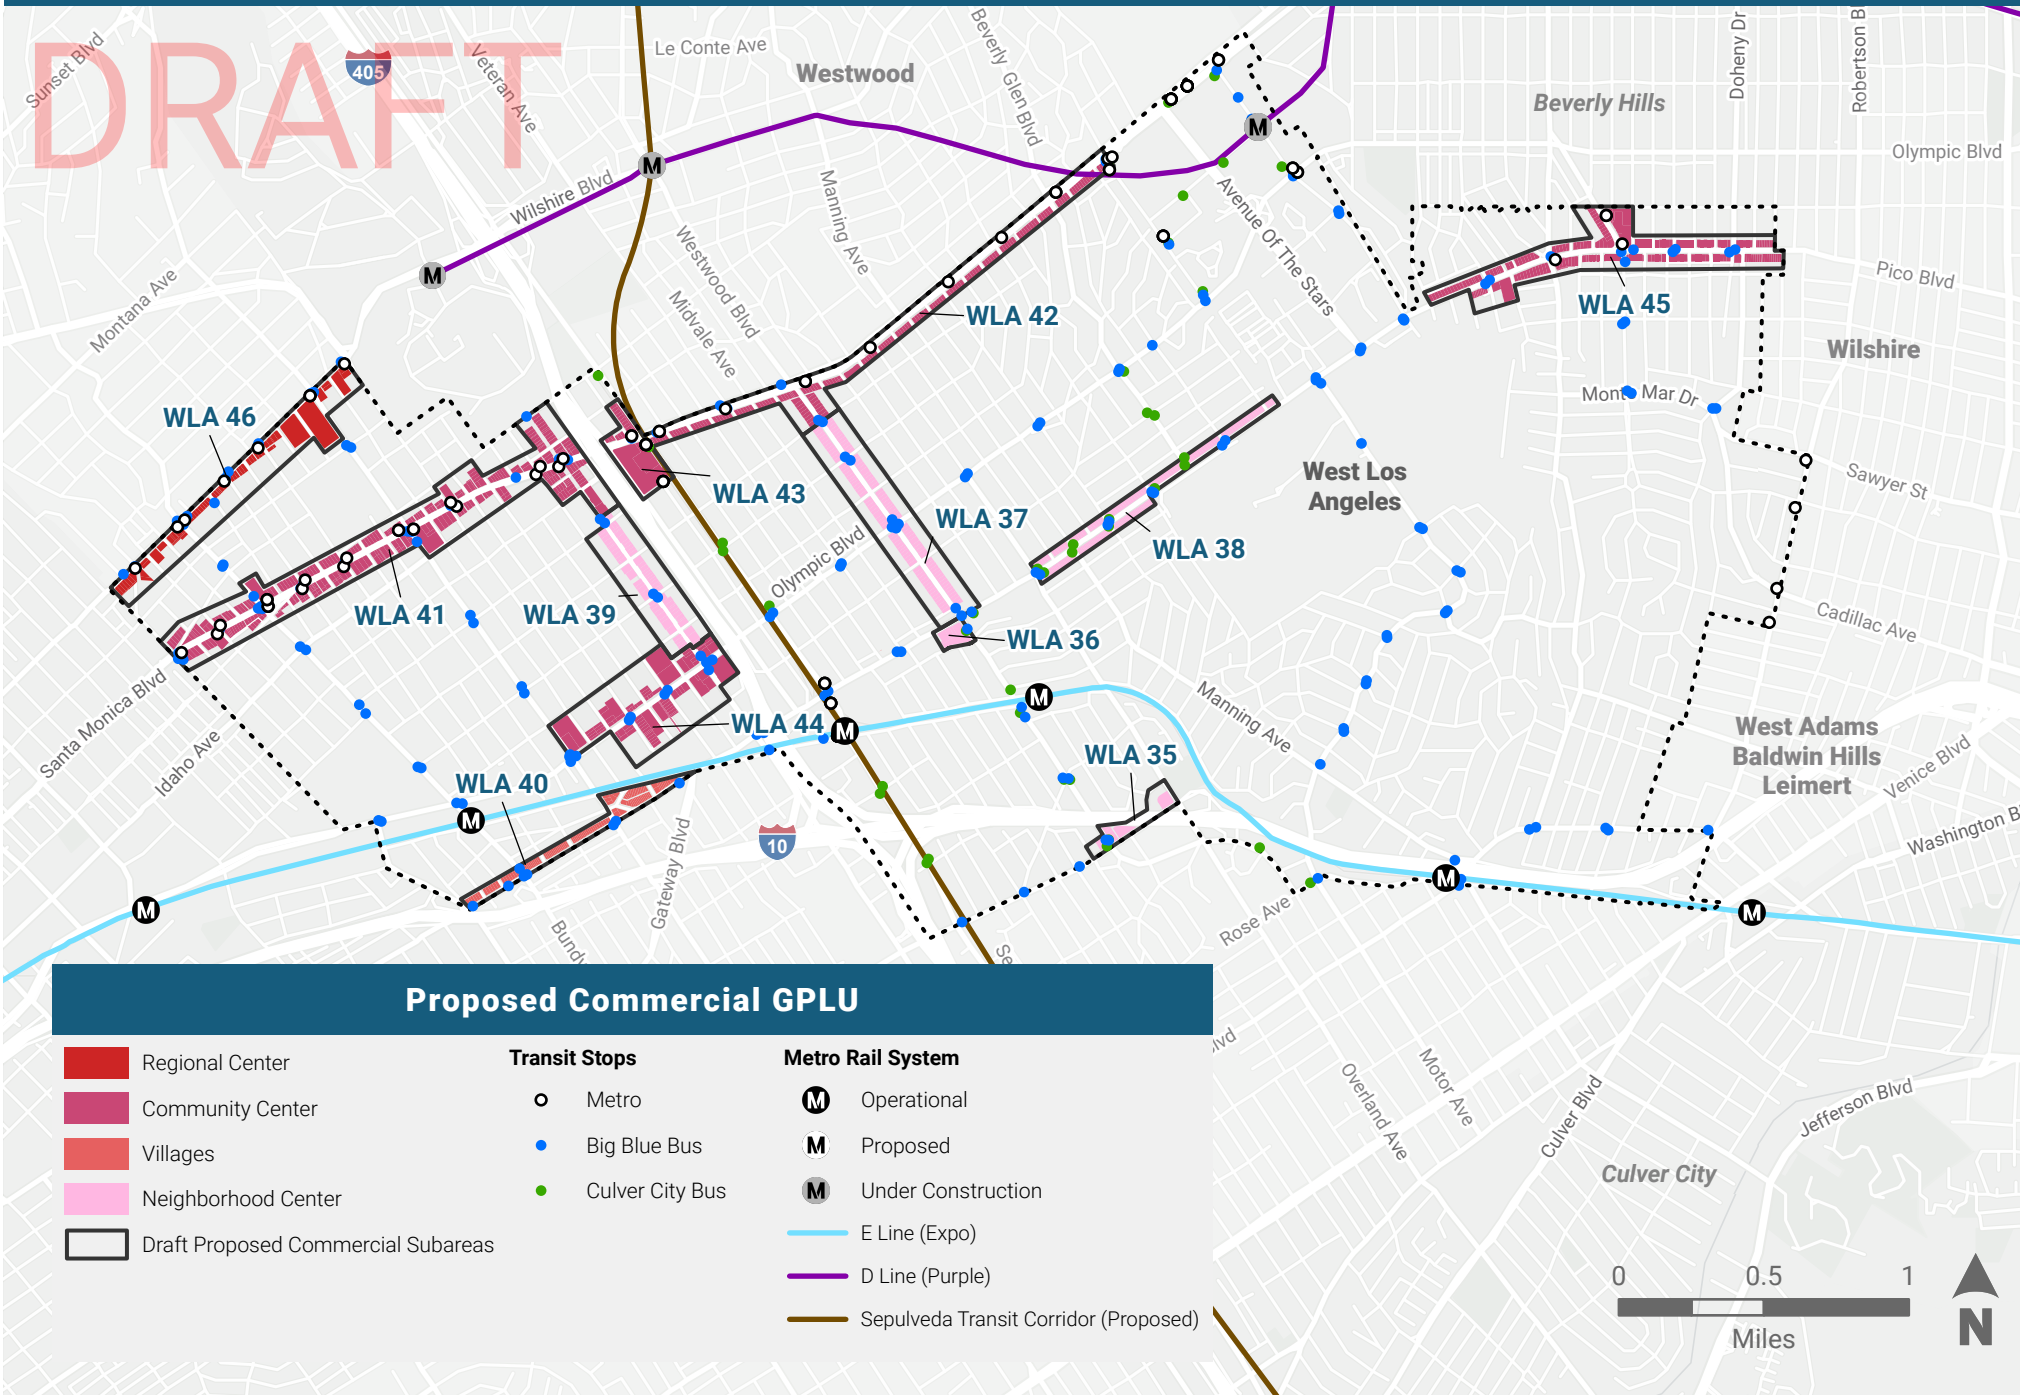 DRAFT
Sunset Blvd
405
Veteran Ave
Le Conte Ave
Westwood
Beverly Glen Blvd
Beverly Hills
Doheny Dr
Robertson Bl
Olympic Blvd
M
M
M
Wilshire Blvd
Manning Ave
Westwood Blvd
Midvale Ave
Avenue Of The Stars
Montana Ave
Pico Blvd
WLA 42
WLA 45
Wilshire
WLA 46
Monte Mar Dr
WLA 43
West Los
Angeles
Sawyer St
WLA 37
WLA 38
Olympic Blvd
WLA 41
WLA 39
WLA 36
Cadillac Ave
Santa Monica Blvd
Idaho Ave
WLA 44
M
M
Manning Ave
West Adams
Baldwin Hills
Leimert
Venice Blvd
WLA 35
WLA 40
M
10
Washington B
Gateway Blvd
M
M
M
Rose Ave
Bundy
Se
Proposed Commercial GPLU
Regional Center
Community Center
Villages
Neighborhood Center
Draft Proposed Commercial Subareas
Transit Stops
Metro
Big Blue Bus
Culver City Bus
Metro Rail System
M Operational
M Proposed
M Under Construction
E Line (Expo)
D Line (Purple)
Sepulveda Transit Corridor (Proposed)
lvd
Overland Ave
Motor Ave
Culver Blvd
Jefferson Blvd
Culver City
0 0.5 1
Miles
N